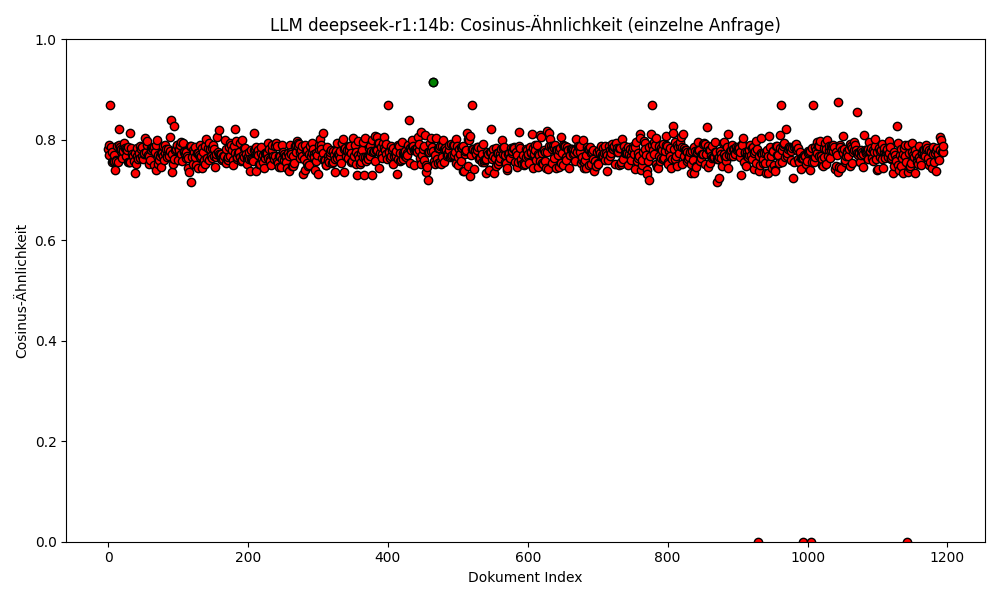 LLM deepseek-r1:14b: Cosinus-Ähnlichkeit (einzelne Anfrage)
1.0
0.8
0.6
0.4
0.2
0.0
Cosinus-Ähnlichkeit
0 200 400 600 800 1000 1200
Dokument Index